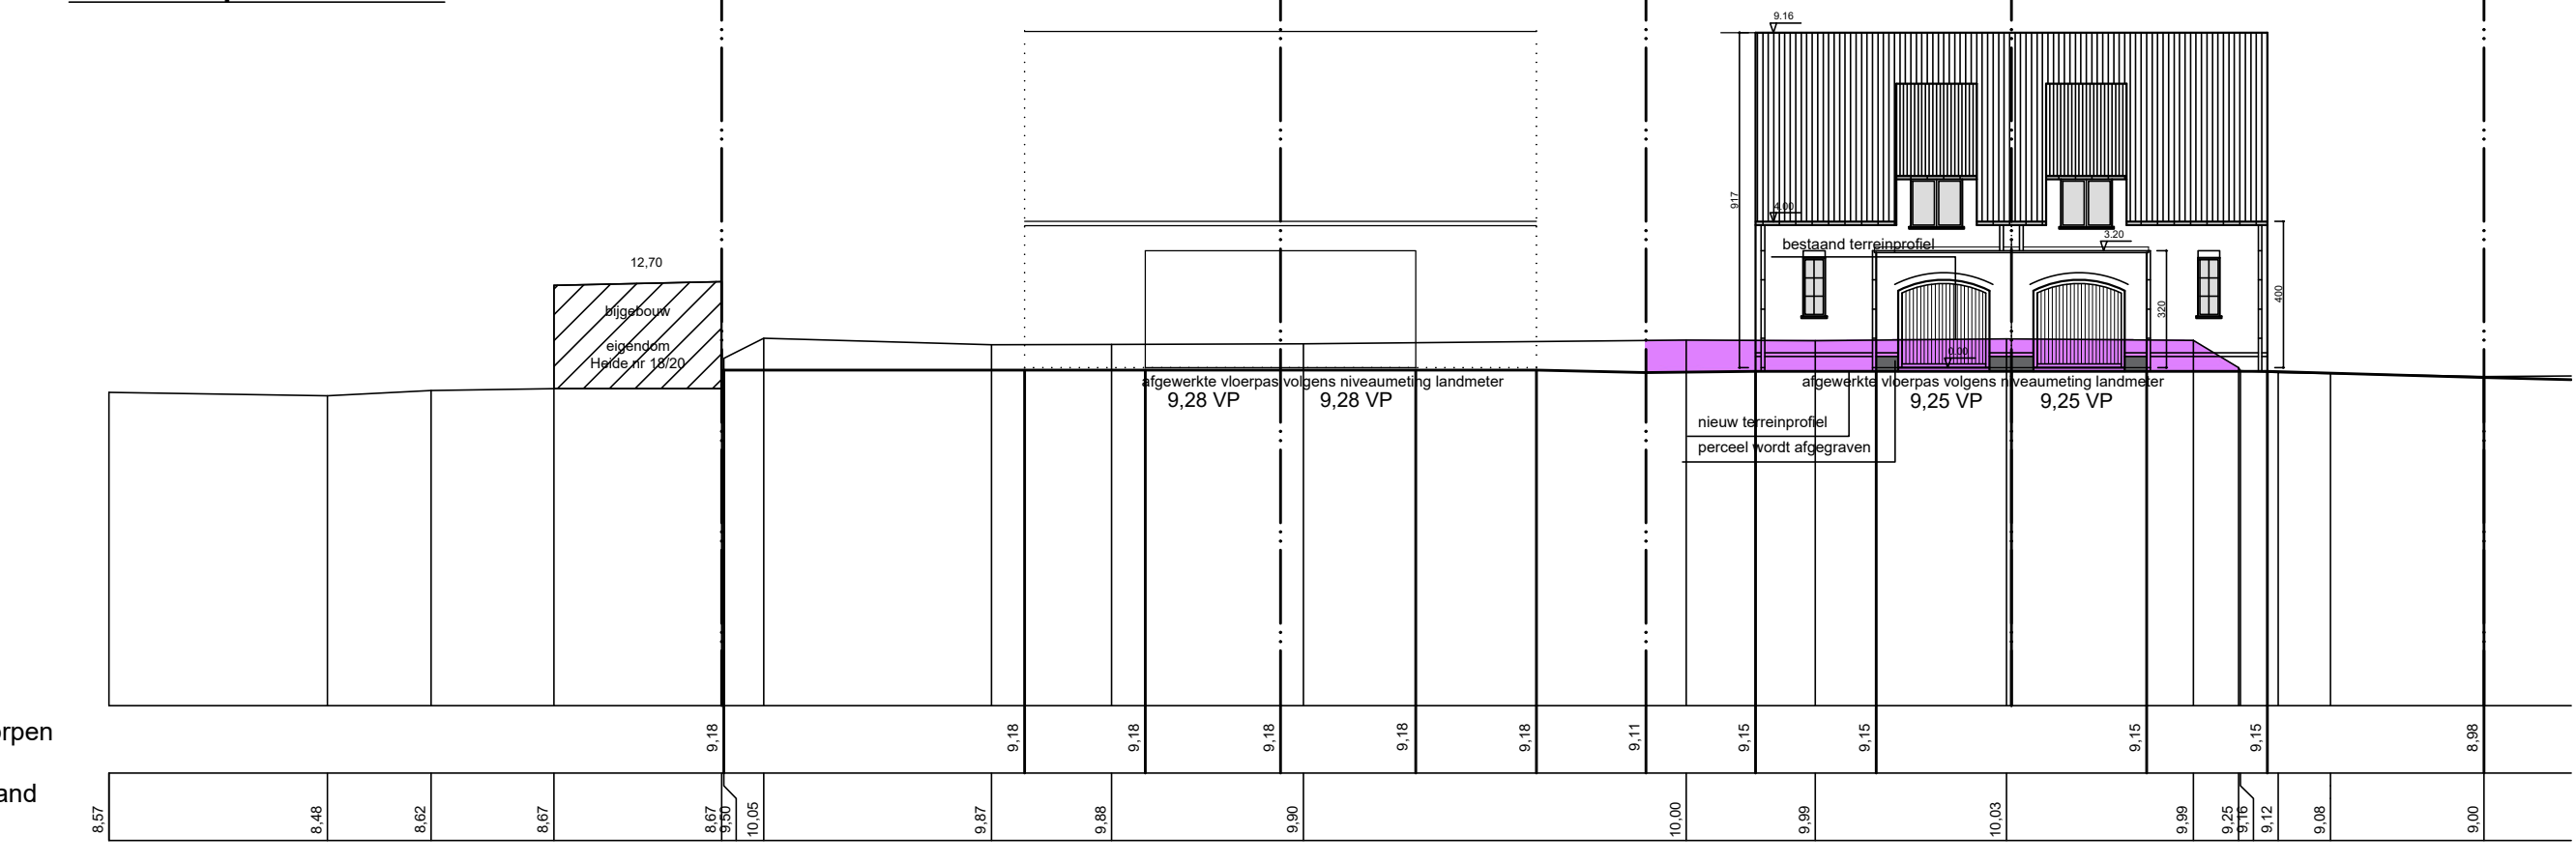 9.16
917
4.00
bestaand terreinprofiel
3.20
12,70
bijgebouw
400
320
eigendom
Heide nr 18/20
0.00
afgewerkte vloerpas volgens niveaumeting landmeter
afgewerkte vloerpas volgens niveaumeting landmeter
9,28 VP
9,28 VP
9,25 VP
9,25 VP
nieuw terreinprofiel
perceel wordt afgegraven
rpen
9,18
9,18
9,18
9,18
9,18
9,18
9,11
9,15
9,15
9,15
9,15
8,98
and
8,57
8,48
8,62
8,67
8,67
9,50
10,05
9,87
9,88
9,90
10,00
9,99
10,03
9,99
9,25
9,16
9,12
9,08
9,00